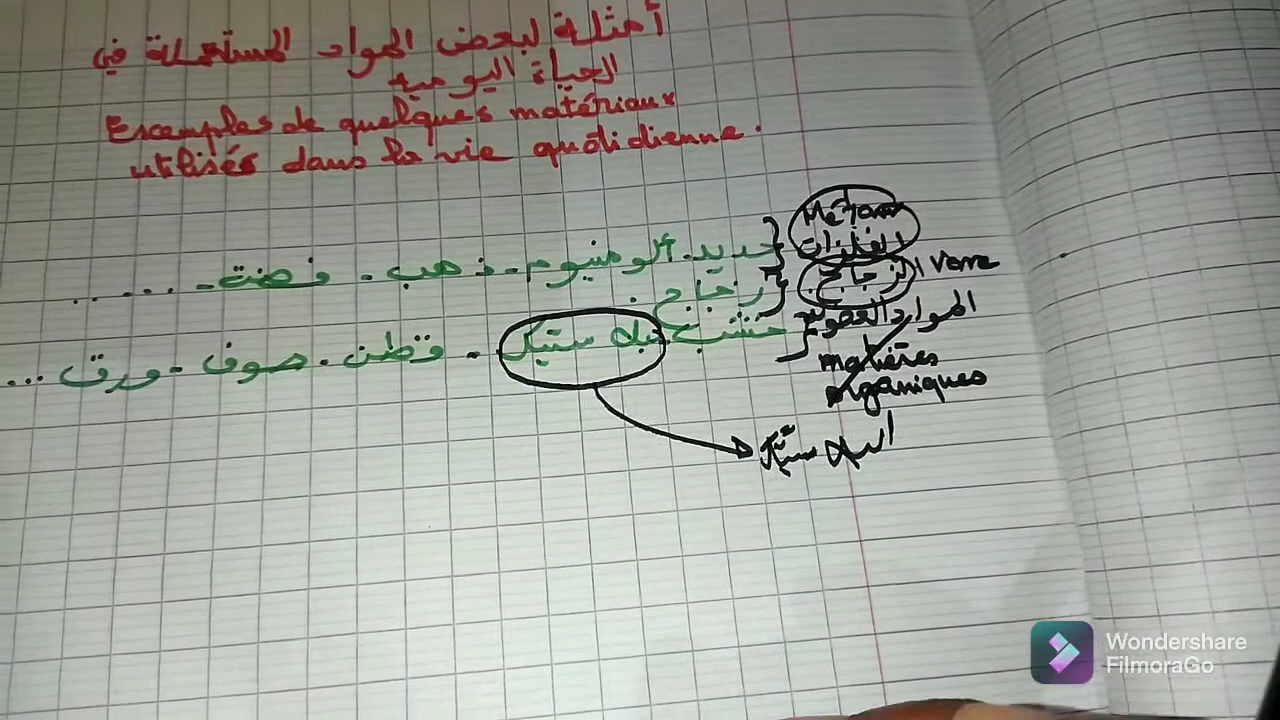 أمثلة لبعض المواد المستعملة في
الحياة اليومية
Exemples de quelques matériaux
utilisés dans la vie quotidienne.
Métaux
الفلزات
حديد. ألومنيوم. ذهب. فضة. .....
الزجاج Verre
زجاج.
المواد العضوية
خشب. بلاستيك. قطن. صوف. ورق ...
matières
organiques
البلاستيك
Wondershare
FilmoraGo